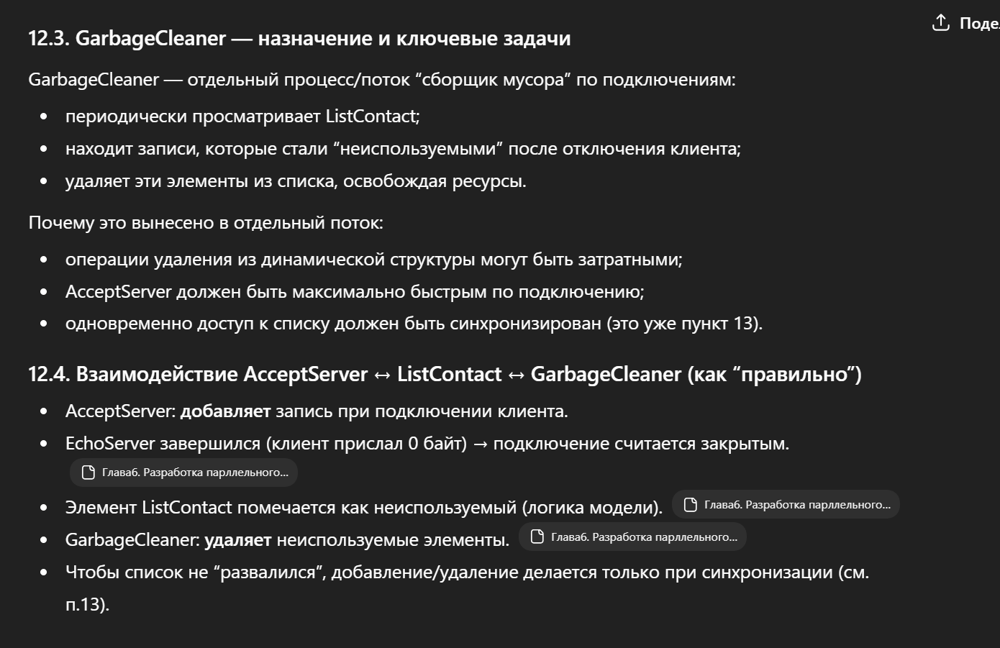 Поде
12.3. GarbageCleaner — назначение и ключевые задачи
GarbageCleaner — отдельный процесс/поток “сборщик мусора” по подключениям:
• периодически просматривает ListContact;
• находит записи, которые стали “неиспользуемыми” после отключения клиента;
• удаляет эти элементы из списка, освобождая ресурсы.
Почему это вынесено в отдельный поток:
• операции удаления из динамической структуры могут быть затратными;
• AcceptServer должен быть максимально быстрым по подключению;
• одновременно доступ к списку должен быть синхронизирован (это уже пункт 13).
12.4. Взаимодействие AcceptServer ↔ ListContact ↔ GarbageCleaner (как “правильно”)
• AcceptServer: добавляет запись при подключении клиента.
• EchoServer завершился (клиент прислал 0 байт) → подключение считается закрытым.
Глава6. Разработка парллельного...
• Элемент ListContact помечается как неиспользуемый (логика модели). Глава6. Разработка парллельного...
• GarbageCleaner: удаляет неиспользуемые элементы. Глава6. Разработка парллельного...
• Чтобы список не “развалился”, добавление/удаление делается только при синхронизации (см.
п.13).